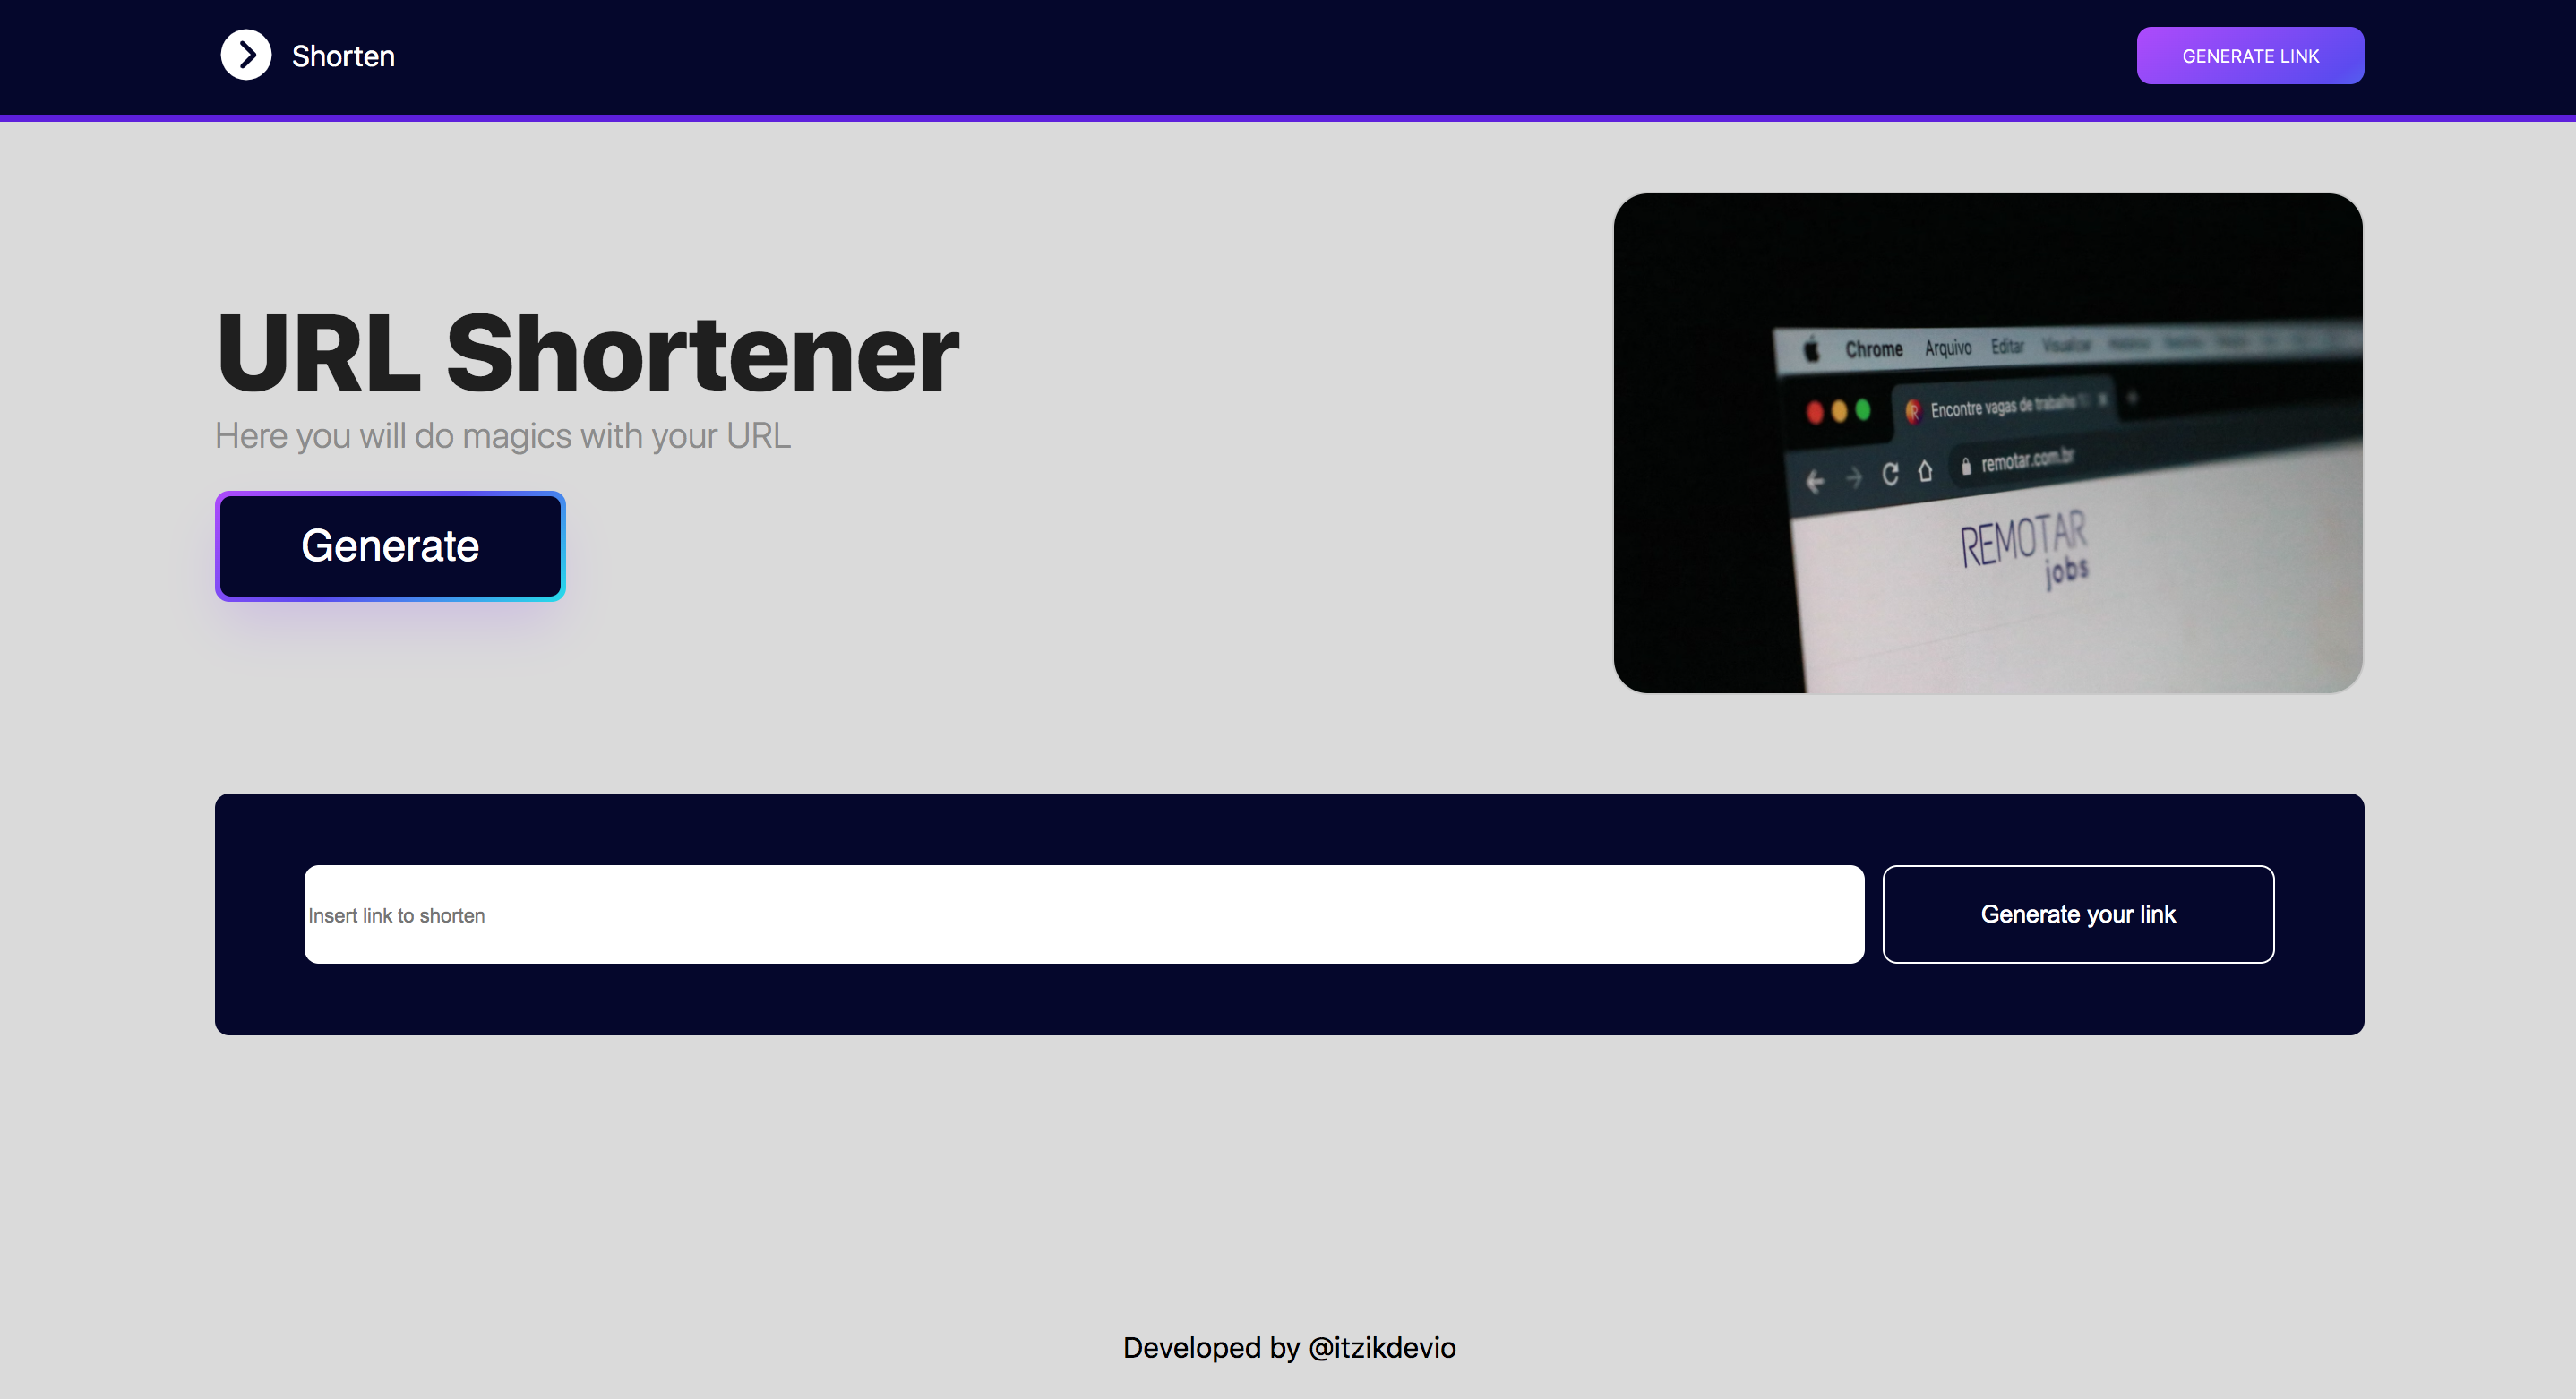 Shorten
GENERATE LINK
URL Shortener
Here you will do magics with your URL
Generate
Chrome Arquivo Editar Visualizar
Encontre vagas de trabalho
remotar.com.br
REMOTAR
jobs
Insert link to shorten
Generate your link
Developed by @itzikdevio